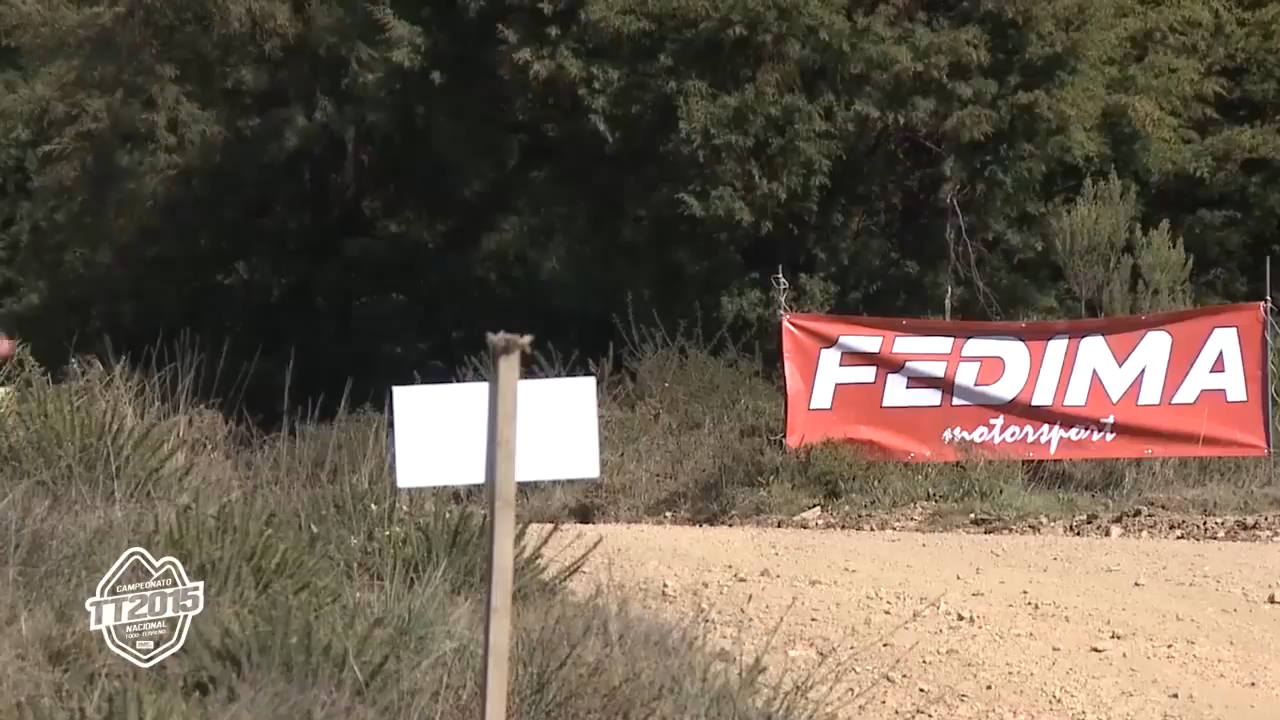 FEDIMA
motorsport
CAMPEONATO
TT2015
NACIONAL
TODO-TERRENO